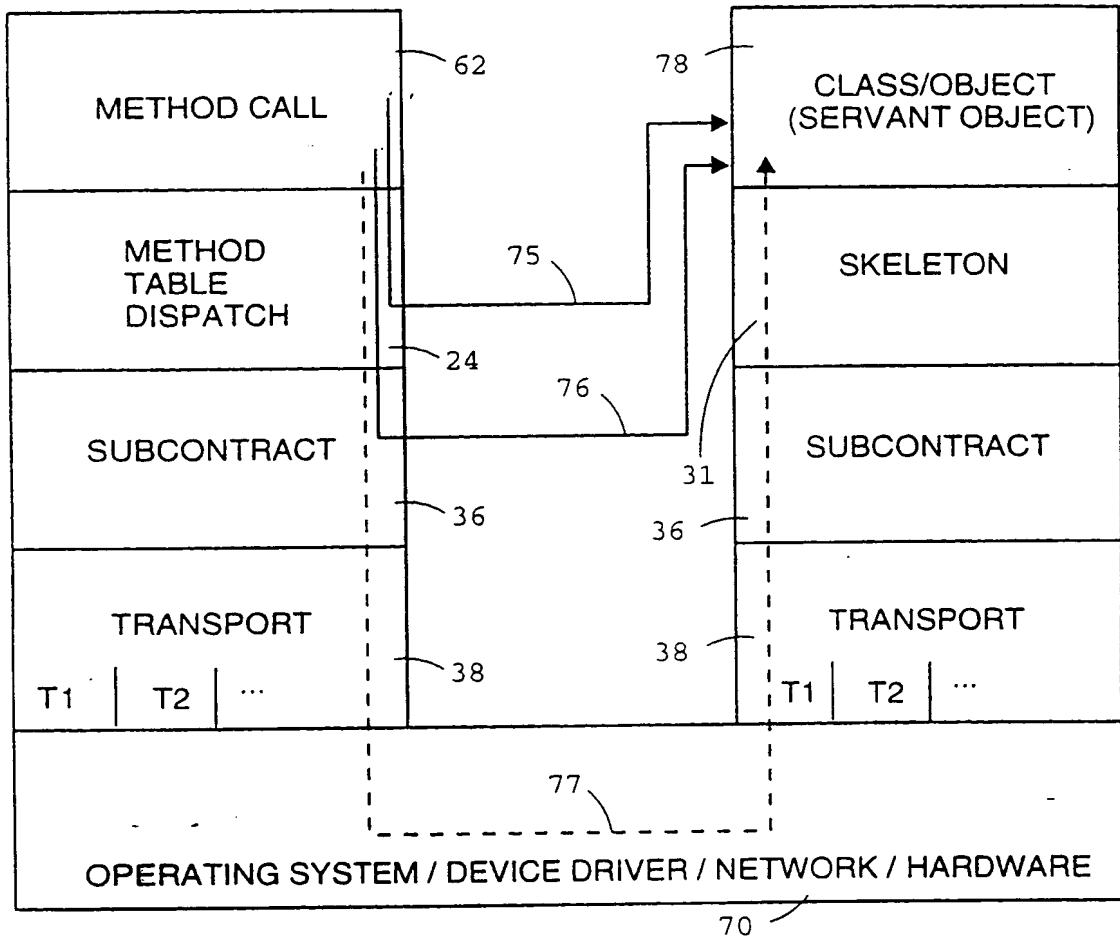 62
78
METHOD CALL
CLASS/OBJECT
(SERVANT OBJECT)
METHOD
TABLE
DISPATCH
75
SKELETON
24
76
31
SUBCONTRACT
SUBCONTRACT
36
36
TRANSPORT
TRANSPORT
38
38
T1
T2
...
T1
T2
...
77
OPERATING SYSTEM / DEVICE DRIVER / NETWORK / HARDWARE
70